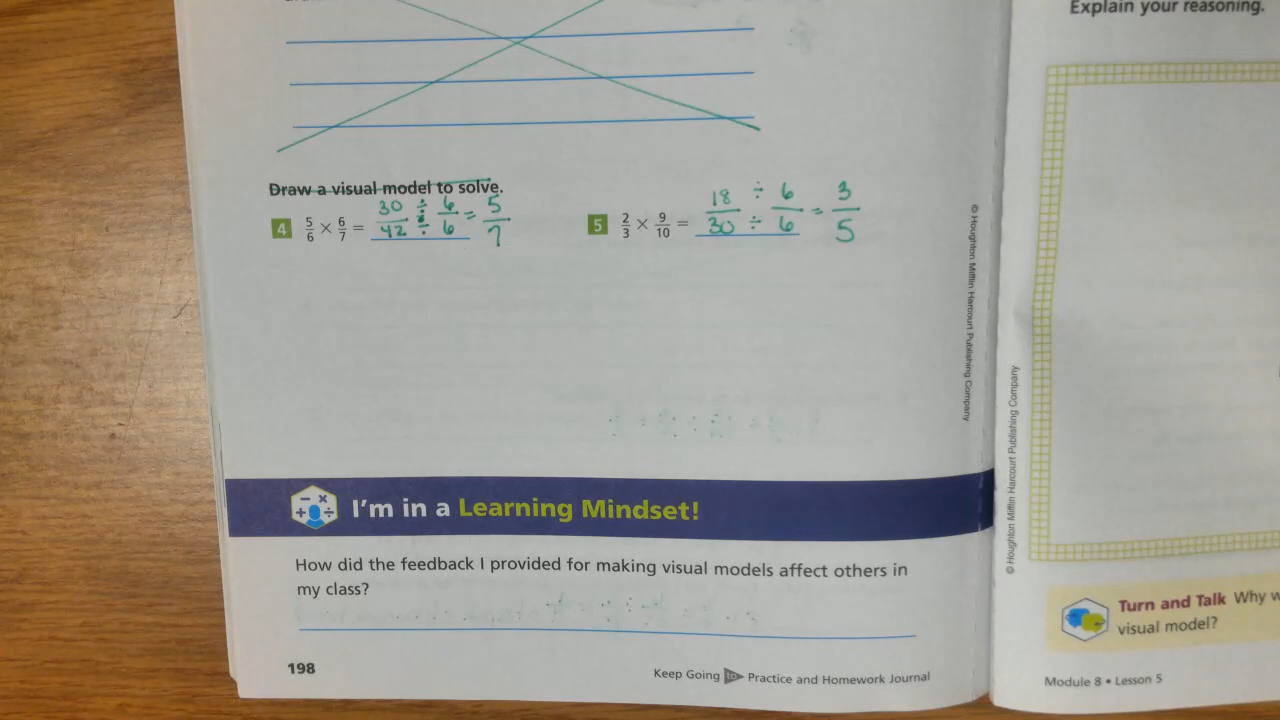 Explain your reasoning.
Draw a visual model to solve.
4 5/6 × 6/7 = 30/42 ÷ 6/6 = 5/7
5 2/3 × 9/10 = 18/30 ÷ 6/6 = 3/5
© Houghton Mifflin Harcourt Publishing Company
I'm in a Learning Mindset!
How did the feedback I provided for making visual models affect others in
my class?
198
Keep Going to Practice and Homework Journal
© Houghton Mifflin Harcourt Publishing Company
Turn and Talk Why
visual model?
Module 8 • Lesson 5